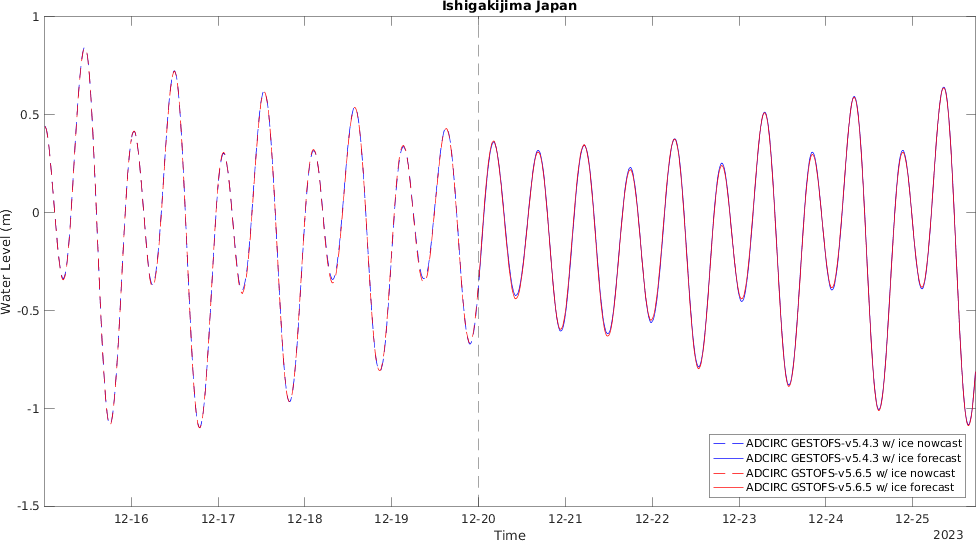 Ishigakijima Japan
1
0.5
0
-0.5
-1
-1.5
Water Level (m)
12-16 12-17 12-18 12-19 12-20 12-21 12-22 12-23 12-24 12-25
Time
2023
ADCIRC GESTOFS-v5.4.3 w/ ice nowcast
ADCIRC GESTOFS-v5.4.3 w/ ice forecast
ADCIRC GSTOFS-v5.6.5 w/ ice nowcast
ADCIRC GSTOFS-v5.6.5 w/ ice forecast